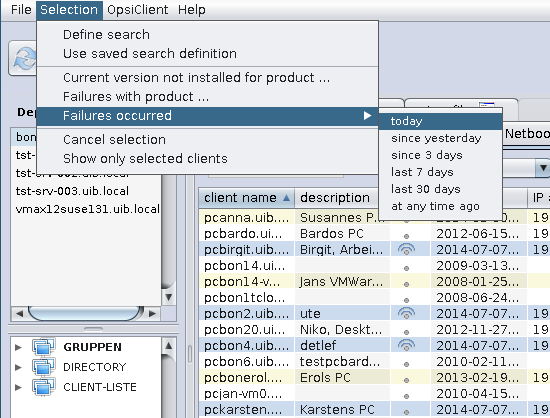 File Selection OpsiClient Help
Define search
Use saved search definition
Current version not installed for product ...
Failures with product ...
Failures occurred
Cancel selection
Show only selected clients
today
since yesterday
since 3 days
last 7 days
last 30 days
at any time ago
De
Netboo
bon
tst-srv-002.uib.local
tst-srv-003.uib.local
vmax12suse131.uib.local
GRUPPEN
DIRECTORY
CLIENT-LISTE
client name description IP a
pcanna.uib.... Susannes P... 19
pcbardo.ui... Bardos PC 2012-06-15... 19
pcbirgit.uib... Birgit, Arbei... 2014-07-07... 19
pcbon14.ui... 2009-03-13...
pcbon14-v... Jans VMWar... 2008-01-25...
pcbon1tclo... 2008-06-24...
pcbon2.uib.... ute 2014-07-07... 19
pcbon20.ui... Niko, Deskt... 2012-11-27... 19
pcbon4.uib.... detlef 2014-07-07... 19
pcbon6.uib.... testpcbard... 2010-02-11...
pcbonerol.... Erols PC 2013-02-19... 19
pcjan-vm0.... 2010-04-15...
pckarsten.... Karstens PC 2014-07-07... 19